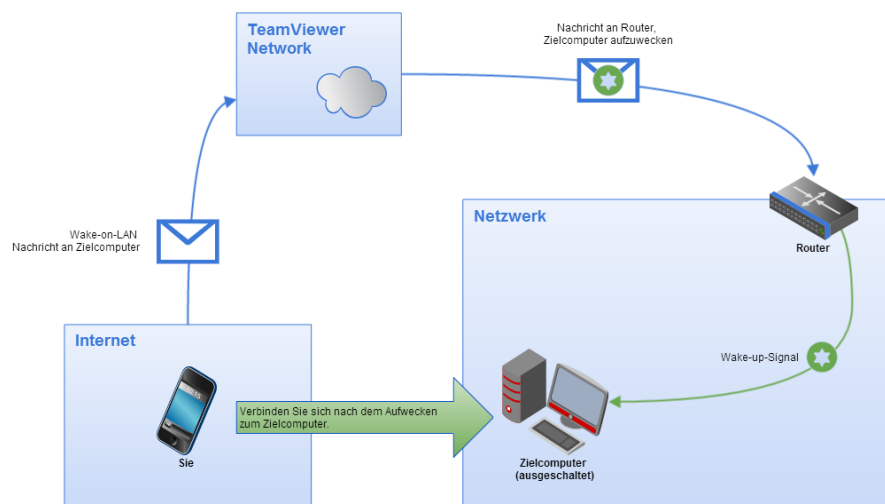 TeamViewer
Network
Nachricht an Router,
Zielcomputer aufzuwecken
Wake-on-LAN
Nachricht an Zielcomputer
Netzwerk
Router
Internet
Wake-up-Signal
Verbinden Sie sich nach dem Aufwecken
zum Zielcomputer.
Sie
Zielcomputer
(ausgeschaltet)